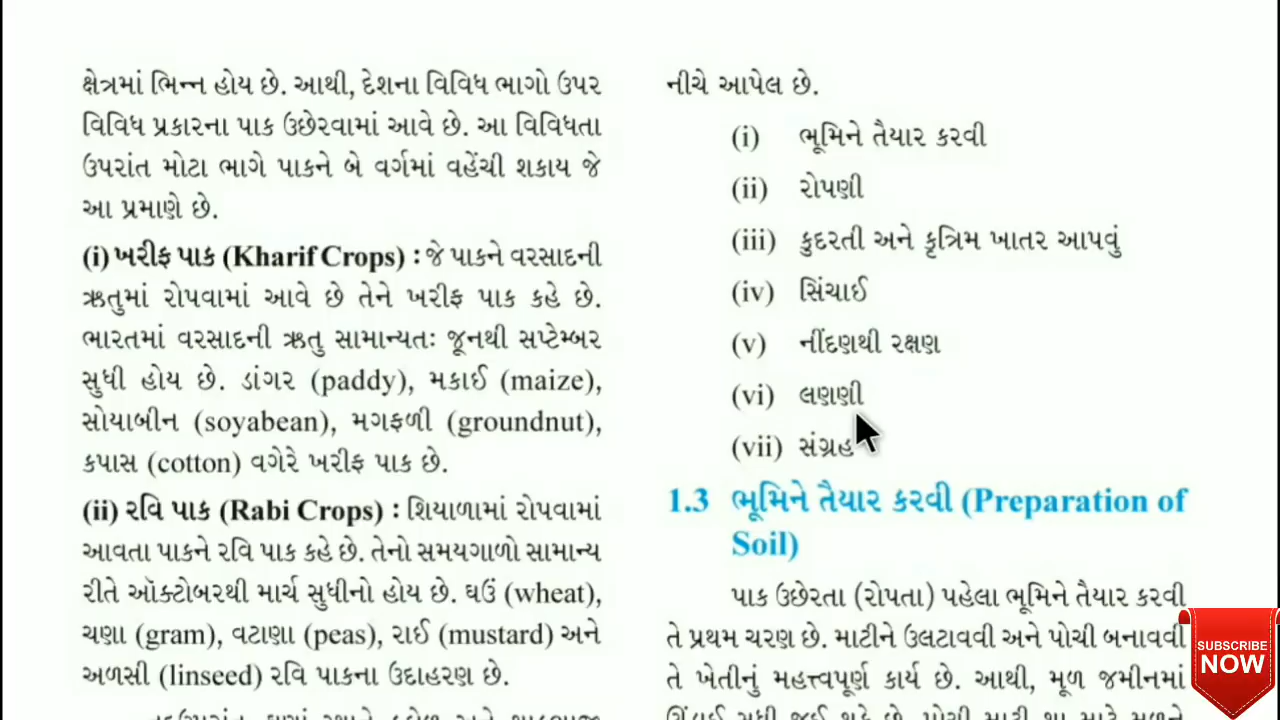 ક્ષેત્રમાં ભિન્ન હોય છે. આથી, દેશના વિવિધ ભાગો ઉપર
વિવિધ પ્રકારના પાક ઉછેરવામાં આવે છે. આ વિવિધતા
ઉપરાંત મોટા ભાગે પાકને બે વર્ગમાં વહેંચી શકાય જે
આ પ્રમાણે છે.
(i) ખરીફ પાક (Kharif Crops) : જે પાકને વરસાદની
ઋતુમાં રોપવામાં આવે છે તેને ખરીફ પાક કહે છે.
ભારતમાં વરસાદની ઋતુ સામાન્યતઃ જૂનથી સપ્ટેમ્બર
સુધી હોય છે. ડાંગર (paddy), મકાઈ (maize),
સોયાબીન (soyabean), મગફળી (groundnut),
કપાસ (cotton) વગેરે ખરીફ પાક છે.
(ii) રવિ પાક (Rabi Crops) : શિયાળામાં રોપવામાં
આવતા પાકને રવિ પાક કહે છે. તેનો સમયગાળો સામાન્ય
રીતે ઑક્ટોબરથી માર્ચ સુધીનો હોય છે. ઘઉં (wheat),
ચણા (gram), વટાણા (peas), રાઈ (mustard) અને
અળસી (linseed) રવિ પાકના ઉદાહરણ છે.
નીચે આપેલ છે.
(i) ભૂમિને તૈયાર કરવી
(ii) રોપણી
(iii) કુદરતી અને કૃત્રિમ ખાતર આપવું
(iv) સિંચાઈ
(v) નીંદણથી રક્ષણ
(vi) લણણી
(vii) સંગ્રહ
1.3 ભૂમિને તૈયાર કરવી (Preparation of
Soil)
પાક ઉછેરતા (રોપતા) પહેલા ભૂમિને તૈયાર કરવી
તે પ્રથમ ચરણ છે. માટીને ઉલટાવવી અને પોચી બનાવવી
તે ખેતીનું મહત્ત્વપૂર્ણ કાર્ય છે. આથી, મૂળ જમીનમાં
SUBSCRIBE
NOW